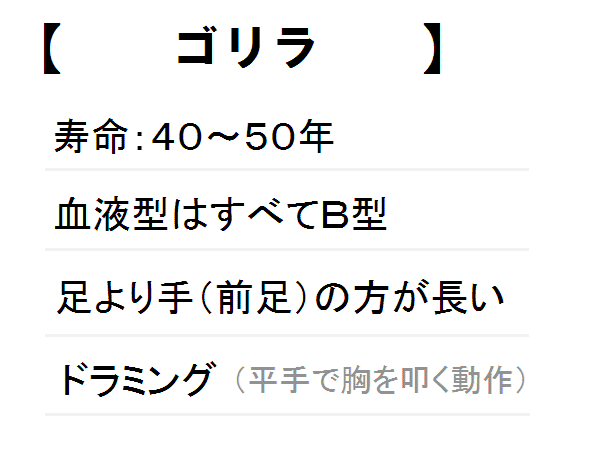 【　ゴリラ　】
寿命：４０～５０年
血液型はすべてＢ型
足より手（前足）の方が長い
ドラミング（平手で胸を叩く動作）